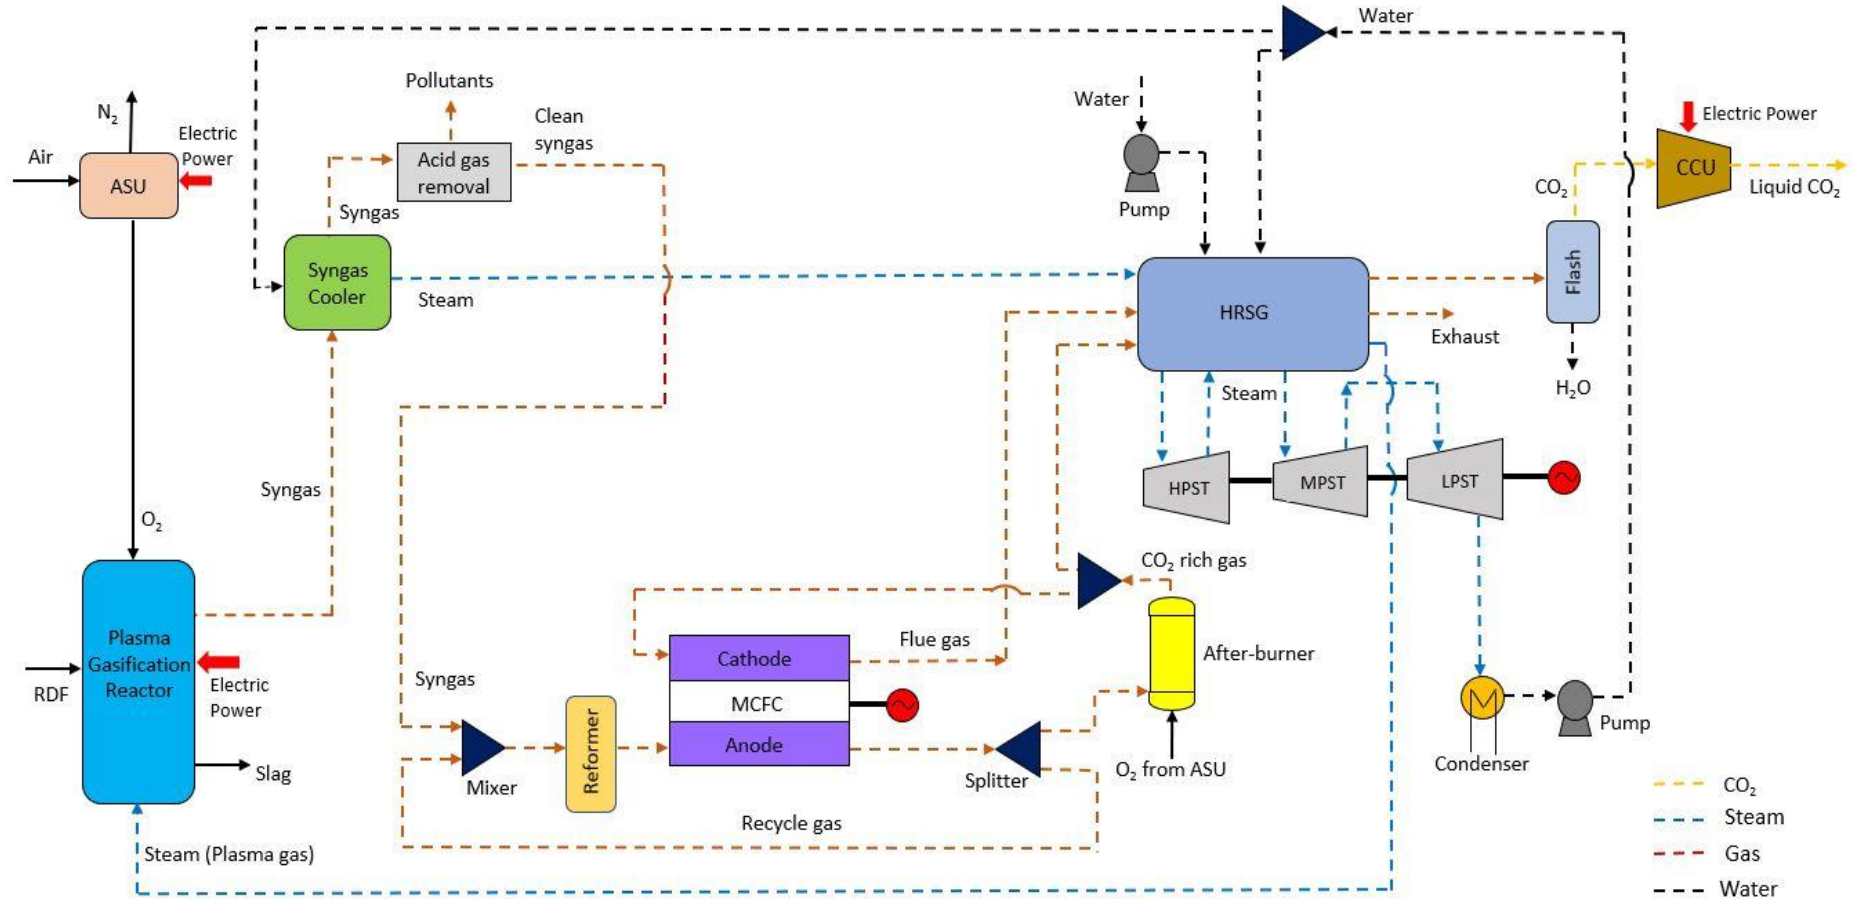 Water
Pollutants
N₂
Clean
syngas
Electric
Power
Air
ASU
Acid gas
removal
Syngas
Water
Pump
Electric Power
CCU
CO₂
Liquid CO₂
Syngas
Cooler
Steam
HRSG
Flash
Exhaust
H₂O
Steam
HPST
MPST
LPST
Syngas
O₂
CO₂ rich gas
Plasma
Gasification
Reactor
RDF
Electric
Power
Slag
Steam (Plasma gas)
Syngas
Mixer
Reformer
Cathode
MCFC
Anode
Flue gas
After-burner
O₂ from ASU
Splitter
Recycle gas
Pump
Condenser
CO₂
Steam
Gas
Water